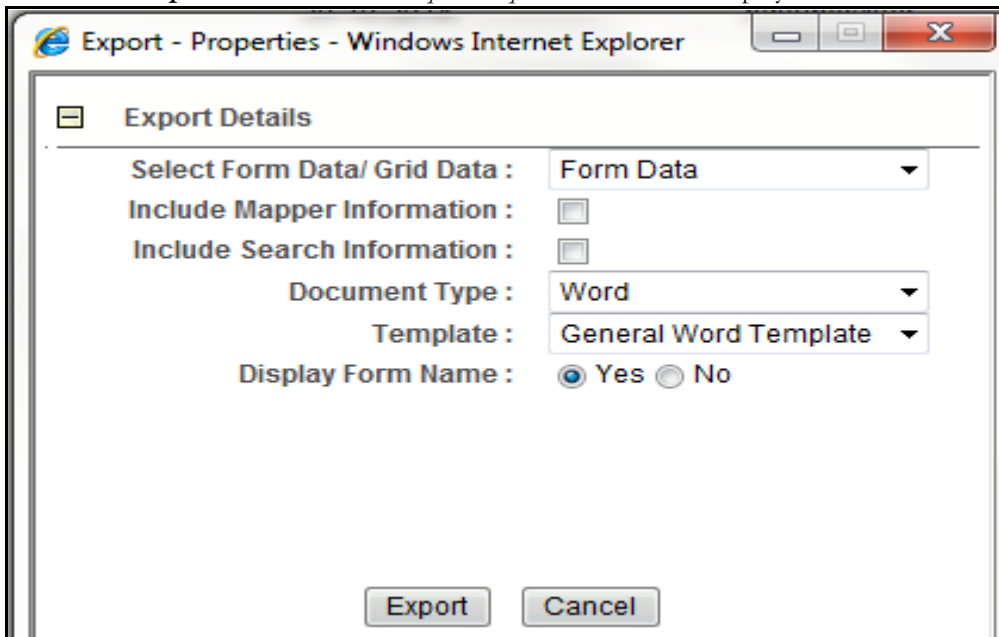 Export - Properties - Windows Internet Explorer
Export Details
Select Form Data/ Grid Data : Form Data
Include Mapper Information :
Include Search Information :
Document Type : Word
Template : General Word Template
Display Form Name : Yes No
Export Cancel